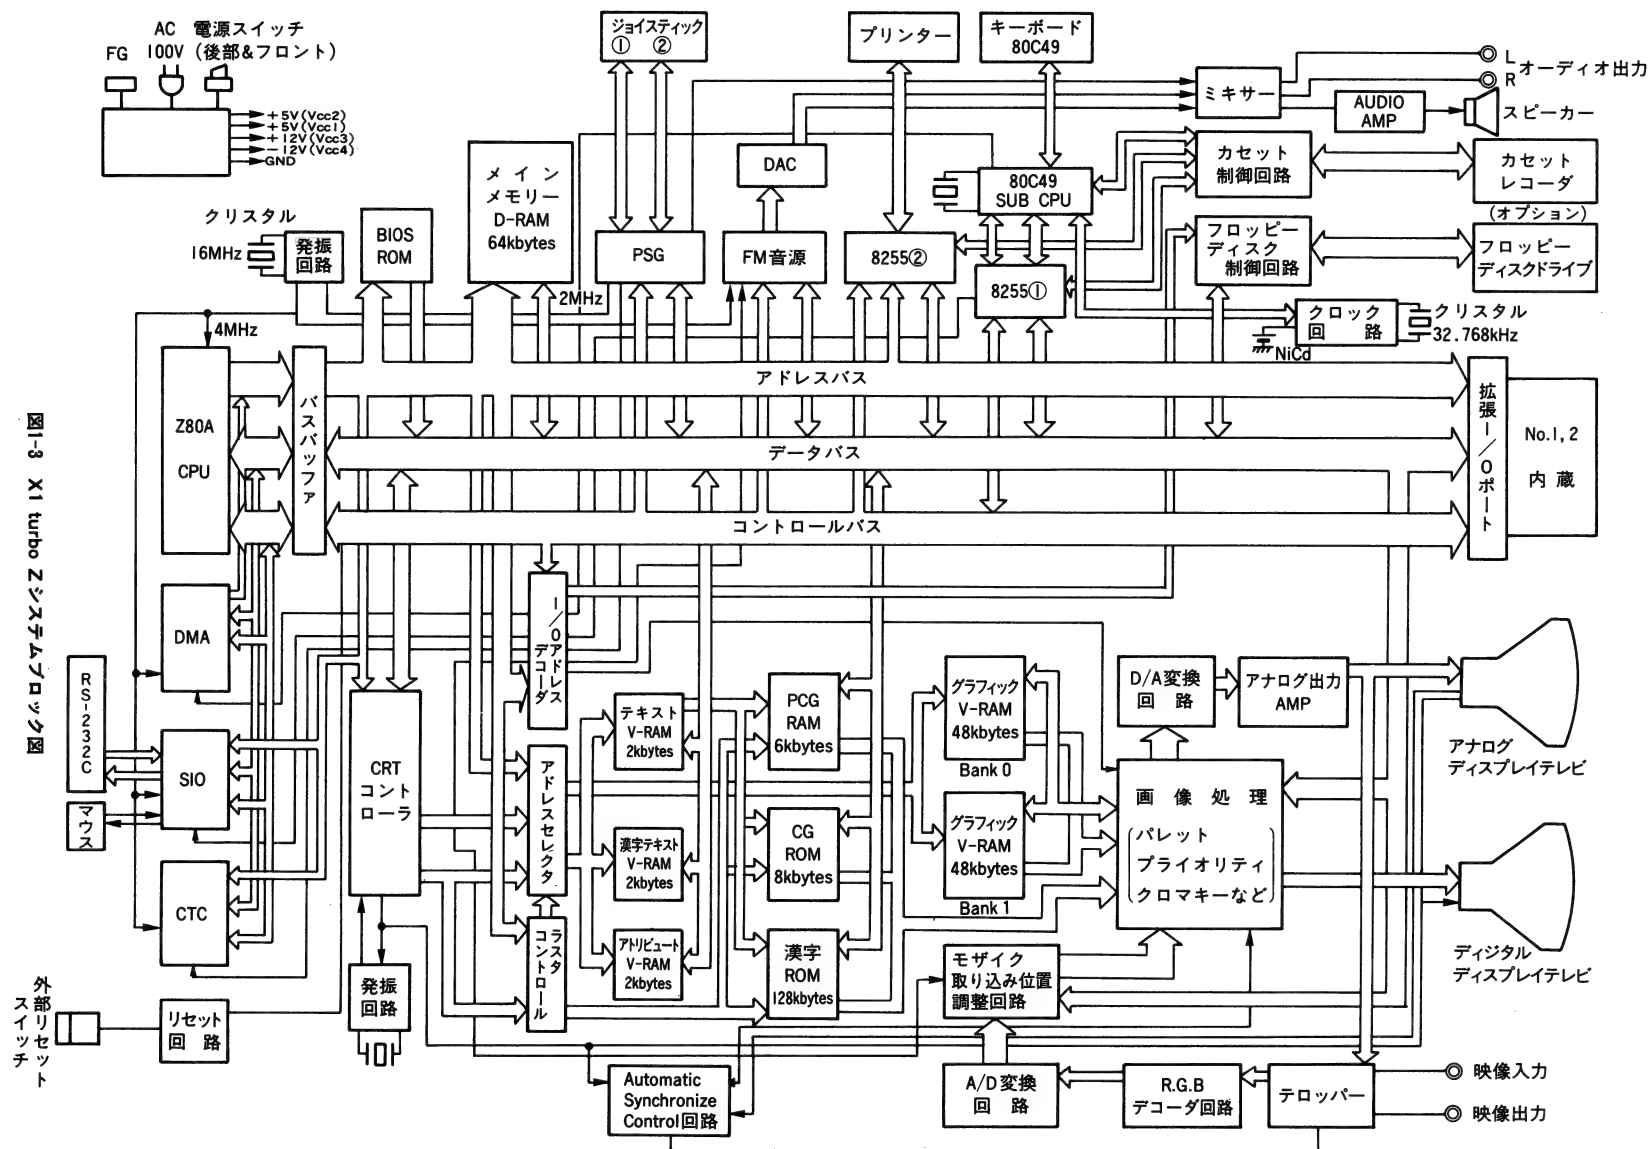 AC 電源スイッチ
FG 100V (後部&フロント)
+5V(Vcc2)
+5V(Vcc1)
+12V(Vcc3)
−12V(Vcc4)
GND
ジョイスティック
① ②
プリンター
キーボード
80C49
ミキサー
L
R
オーディオ出力
AUDIO
AMP
スピーカー
メイン
メモリー
D-RAM
64kbytes
DAC
80C49
SUB CPU
カセット
制御回路
カセット
レコーダ
(オプション)
クリスタル
16MHz
発振
回路
BIOS
ROM
PSG
FM音源
8255②
8255①
フロッピー
ディスク
制御回路
フロッピー
ディスクドライブ
2MHz
4MHz
クロック
回路
クリスタル
32.768kHz
NiCd
Z80A
CPU
バスバッファ
アドレスバス
データバス
コントロールバス
拡張I/Oポート
No.1,2
内蔵
図1-3 X1 turbo Zシステムブロック図
DMA
RS-232C
SIO
マウス
CTC
外部リセット
スイッチ
リセット
回路
CRT
コント
ローラ
発振
回路
I/Oアドレス
デコーダ
アドレスセレクタ
ラスタ
コントロール
テキスト
V-RAM
2kbytes
漢字テキスト
V-RAM
2kbytes
アトリビュート
V-RAM
2kbytes
PCG
RAM
6kbytes
CG
ROM
8kbytes
漢字
ROM
128kbytes
グラフィック
V-RAM
48kbytes
Bank 0
グラフィック
V-RAM
48kbytes
Bank 1
D/A変換
回路
アナログ出力
AMP
画像処理
(パレット
プライオリティ
クロマキーなど)
アナログ
ディスプレイテレビ
ディジタル
ディスプレイテレビ
モザイク
取り込み位置
調整回路
Automatic
Synchronize
Control回路
A/D変換
回路
R.G.B
デコーダ回路
テロッパー
映像入力
映像出力